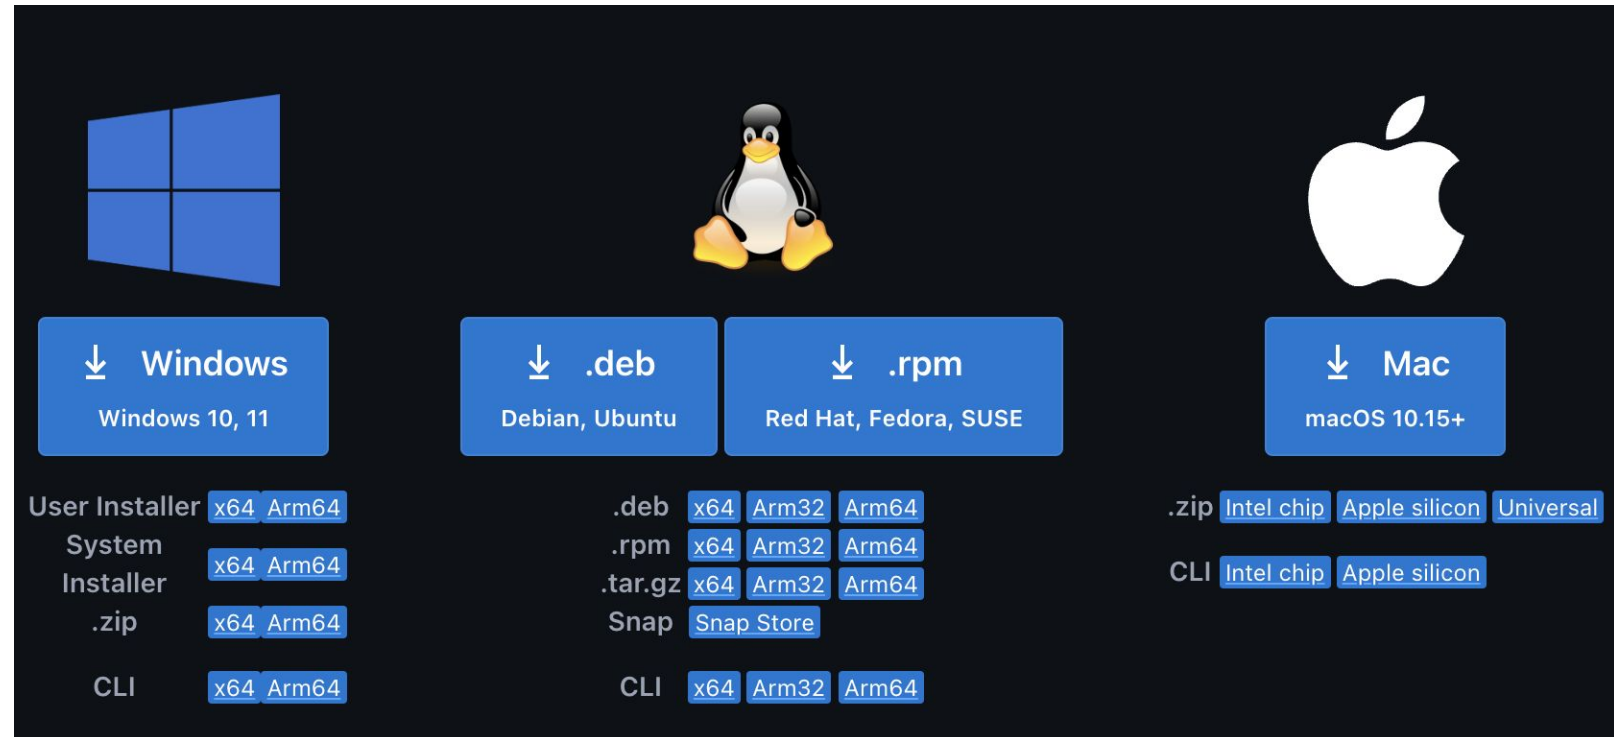 Windows
Windows 10, 11
User Installer x64 Arm64
System
Installer x64 Arm64
.zip x64 Arm64
CLI x64 Arm64
.deb
Debian, Ubuntu
.rpm
Red Hat, Fedora, SUSE
.deb x64 Arm32 Arm64
.rpm x64 Arm32 Arm64
.tar.gz x64 Arm32 Arm64
Snap Snap Store
CLI x64 Arm32 Arm64
Mac
macOS 10.15+
.zip Intel chip Apple silicon Universal
CLI Intel chip Apple silicon